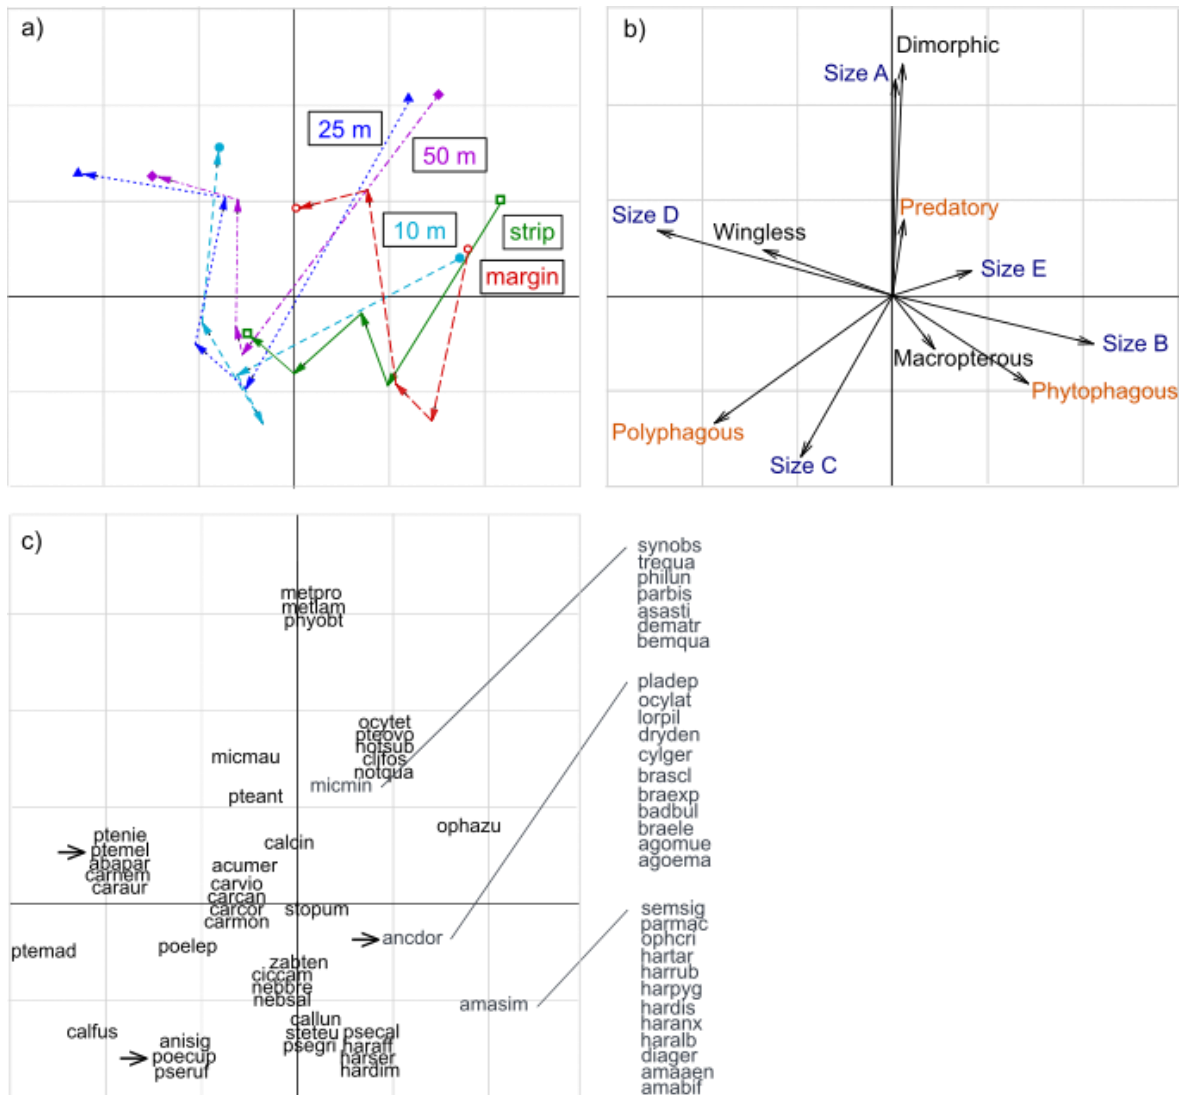 a)
25 m
50 m
10 m
strip
margin
b)
Dimorphic
Size A
Predatory
Size D
Wingless
Size E
Size B
Macropterous
Phytophagous
Polyphagous
Size C
c)
metpro
metlam
phyobt
ocytet
pteovo
notsub
clifos
notqua
micmau
micmin
pteant
ophazu
calcin
ptenie
ptemel
abapar
carnem
caraur
acumer
carvio
carcan
carcor
carmon
stopum
ancdor
ptemad
poelep
zabten
ciccam
nebbre
nebsal
amasim
callun
steteu
psegri
psecal
haraff
harser
hardim
calfus
anisig
poecup
pseruf
synobs
trequa
philun
parbis
asasti
dematr
bemqua
pladep
ocylat
lorpil
dryden
cylger
brascl
braexp
badbul
braele
agomue
agoema
semsig
parmac
ophcri
hartar
harrub
harpyg
hardis
haranx
haralb
diager
amaaen
amabif